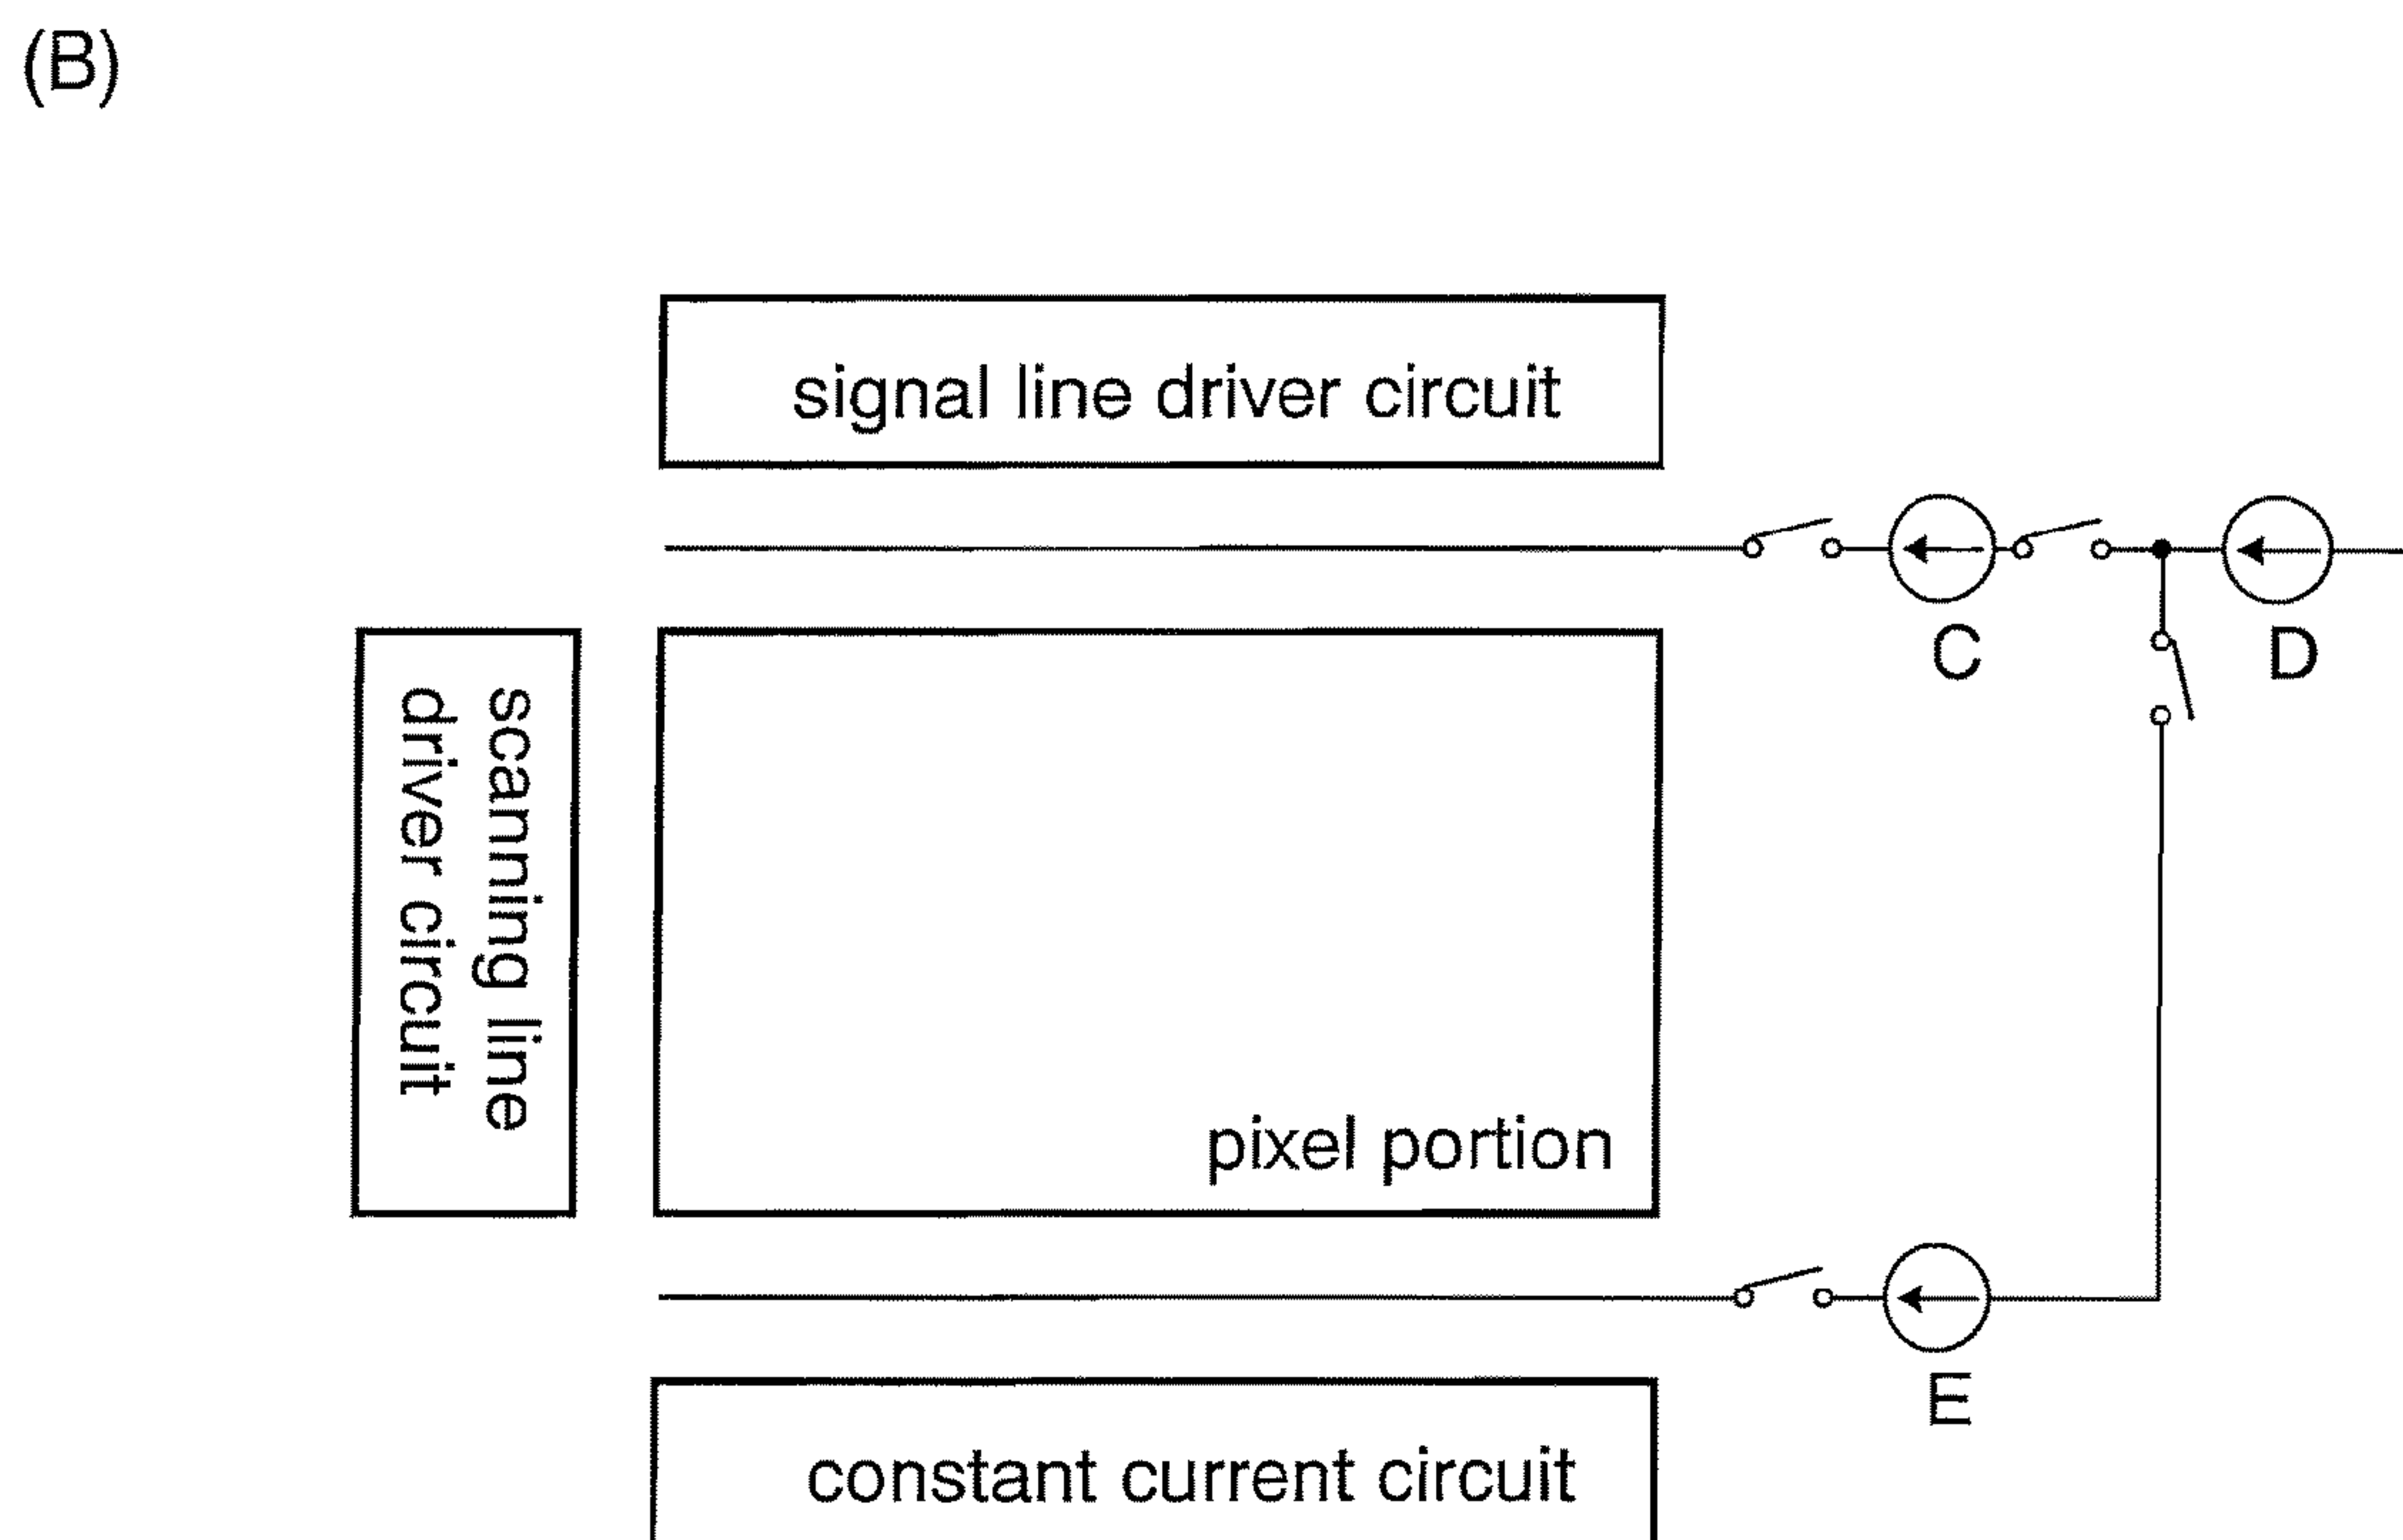 (B)
signal line driver circuit
C
D
scanning line
driver circuit
pixel portion
E
constant current circuit